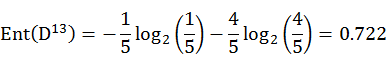 Ent(D¹³) = −1/5 log₂(1/5) − 4/5 log₂(4/5) = 0.722